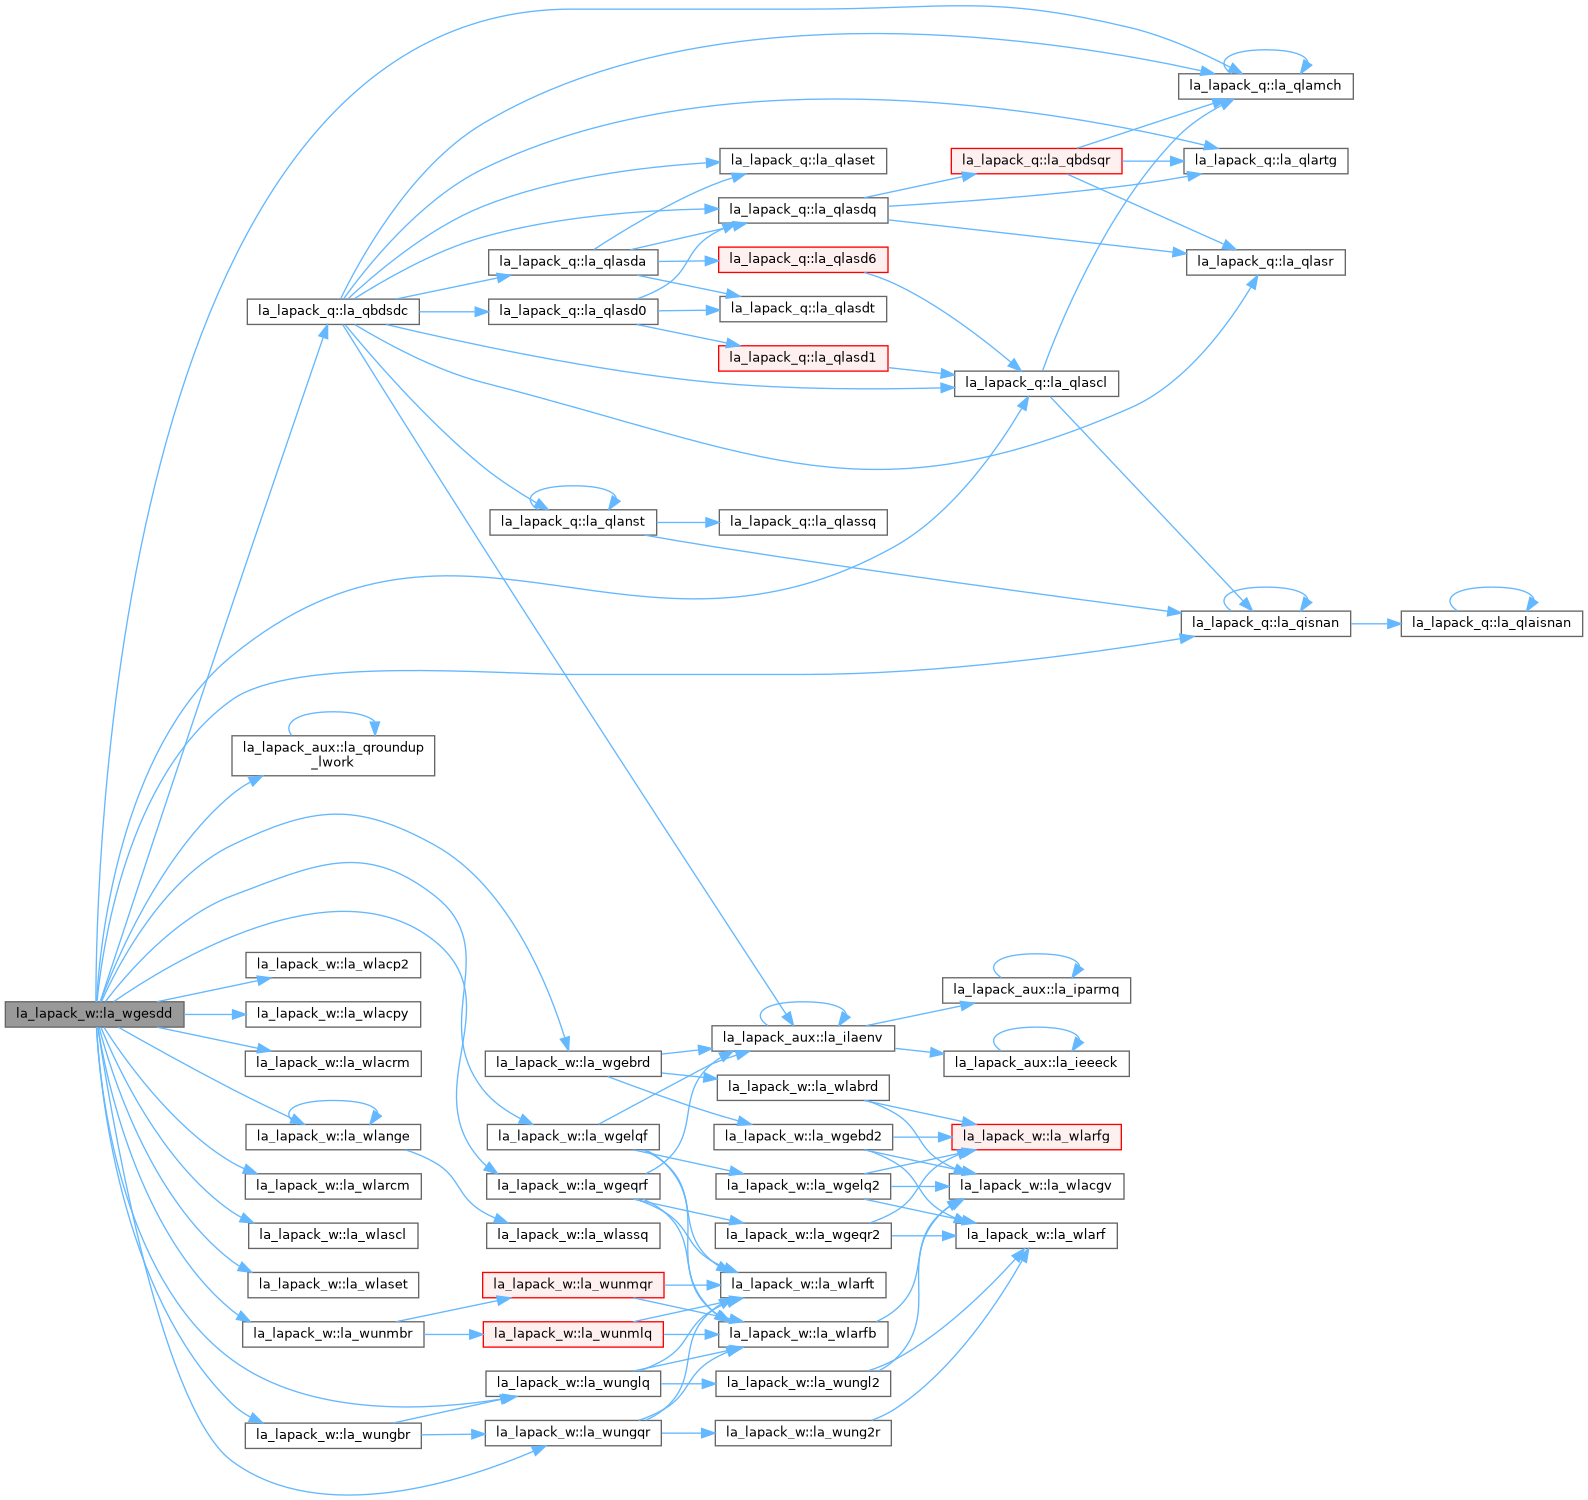 la_lapack_q::la_qlamch
la_lapack_q::la_qlaset
la_lapack_q::la_qbdsqr
la_lapack_q::la_qlartg
la_lapack_q::la_qlasdq
la_lapack_q::la_qlasda
la_lapack_q::la_qlasd6
la_lapack_q::la_qlasr
la_lapack_q::la_qbdsdc
la_lapack_q::la_qlasd0
la_lapack_q::la_qlasdt
la_lapack_q::la_qlasd1
la_lapack_q::la_qlascl
la_lapack_q::la_qlanst
la_lapack_q::la_qlassq
la_lapack_q::la_qisnan
la_lapack_q::la_qlaisnan
la_lapack_aux::la_qroundup
_lwork
la_lapack_w::la_wlacp2
la_lapack_aux::la_iparmq
la_lapack_w::la_wgesdd
la_lapack_w::la_wlacpy
la_lapack_aux::la_ilaenv
la_lapack_w::la_wlacrm
la_lapack_w::la_wgebrd
la_lapack_aux::la_ieeeck
la_lapack_w::la_wlabrd
la_lapack_w::la_wlange
la_lapack_w::la_wgelqf
la_lapack_w::la_wgebd2
la_lapack_w::la_wlarfg
la_lapack_w::la_wlarcm
la_lapack_w::la_wgeqrf
la_lapack_w::la_wgelq2
la_lapack_w::la_wlacgv
la_lapack_w::la_wlascl
la_lapack_w::la_wlassq
la_lapack_w::la_wgeqr2
la_lapack_w::la_wlarf
la_lapack_w::la_wlaset
la_lapack_w::la_wunmqr
la_lapack_w::la_wlarft
la_lapack_w::la_wunmbr
la_lapack_w::la_wunmlq
la_lapack_w::la_wlarfb
la_lapack_w::la_wunglq
la_lapack_w::la_wungl2
la_lapack_w::la_wungbr
la_lapack_w::la_wungqr
la_lapack_w::la_wung2r